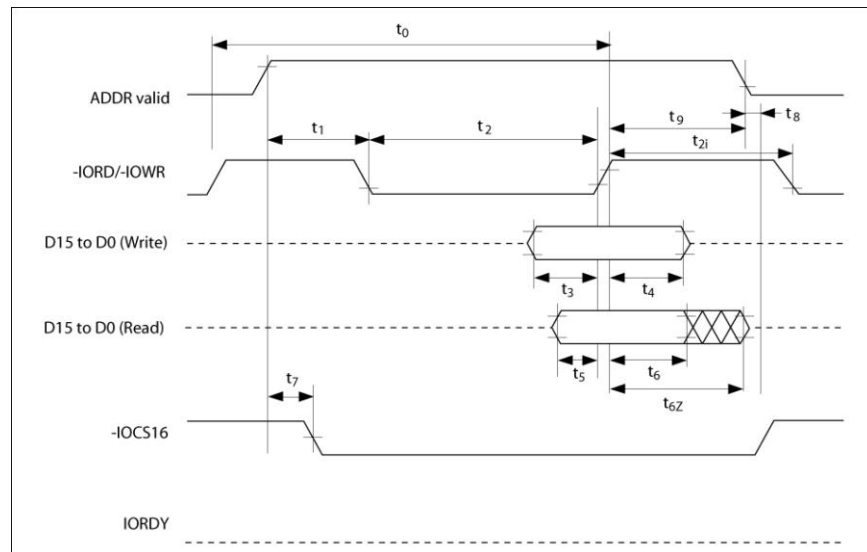 t0
ADDR valid
t9
t8
t1
t2
t2i
-IORD/-IOWR
D15 to D0 (Write)
t3
t4
D15 to D0 (Read)
t5
t6
t7
t6Z
-IOCS16
IORDY